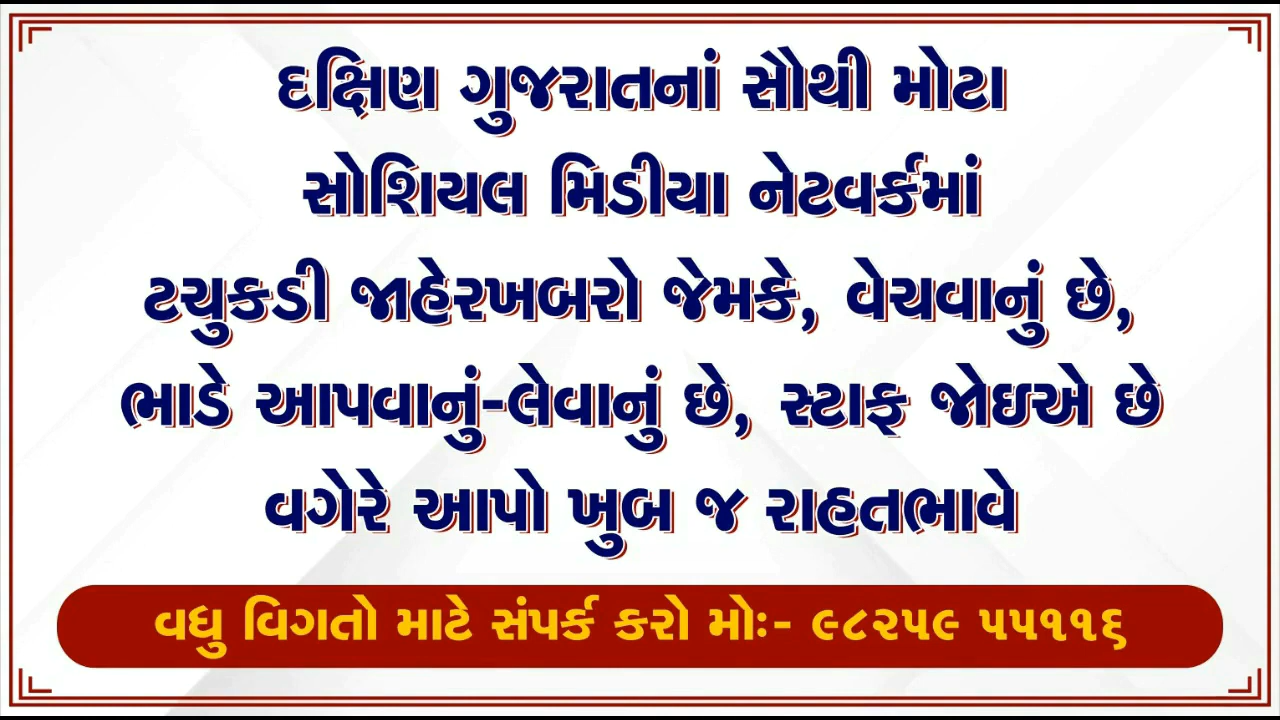 દક્ષિણ ગુજરાતનાં સૌથી મોટા
સોશિયલ મિડીયા નેટવર્કમાં
ટચુકડી જાહેરખબરો જેમકે, વેચવાનું છે,
ભાડે આપવાનું-લેવાનું છે, સ્ટાફ જોઇએ છે
વગેરે આપો ખુબ જ રાહતભાવે
વધુ વિગતો માટે સંપર્ક કરો મોઃ- ૯૮૨૫૯ ૫૫૧૧૬